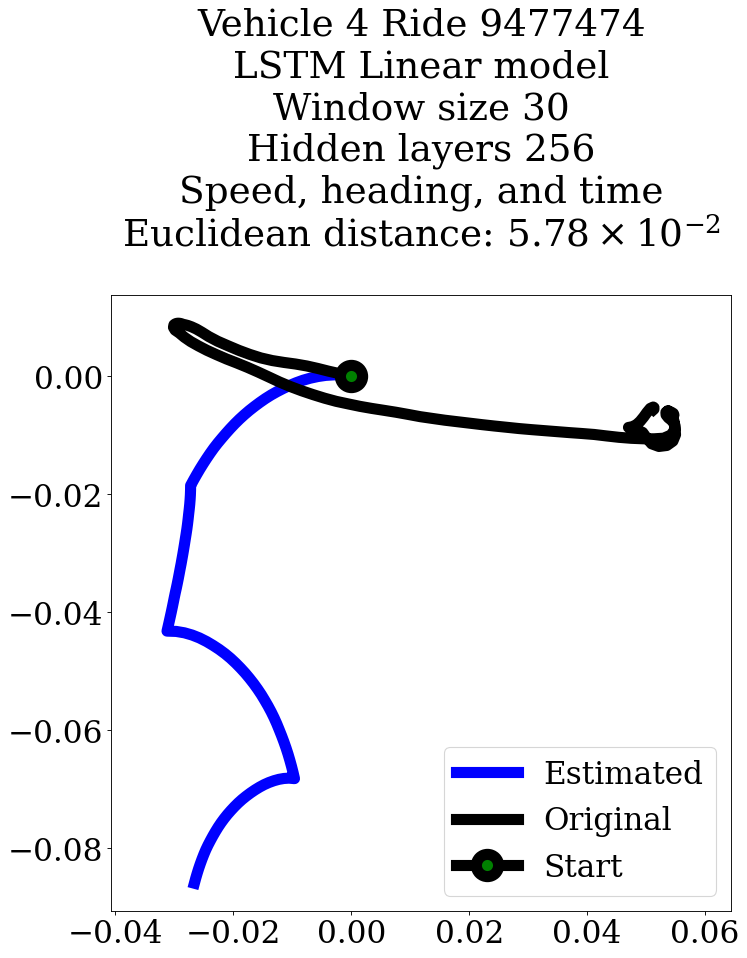 Vehicle 4 Ride 9477474
LSTM Linear model
Window size 30
Hidden layers 256
Speed, heading, and time
Euclidean distance: 5.78 × 10⁻²
0.00
−0.02
−0.04
−0.06
−0.08
Estimated
Original
Start
−0.04 −0.02 0.00 0.02 0.04 0.06